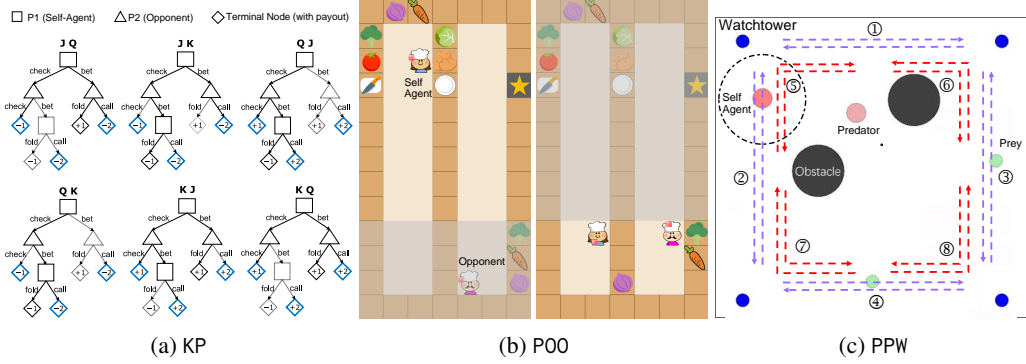 P1 (Self-Agent) P2 (Opponent) Terminal Node (with payout)
J Q
check bet
check bet fold call
-1 +1 -2
fold call
-1 -2
J K
check bet
check bet fold call
-1 +1 -2
fold call
-1 -2
Q J
check bet
check bet fold call
+1 +1 +2
fold call
-1 +2
Q K
check bet
check bet fold call
-1 +1 -2
fold call
-1 -2
K J
check bet
check bet fold call
+1 +1 +2
fold call
-1 +2
K Q
check bet
check bet fold call
+1 +1 +2
fold call
-1 +2
(a) KP
Self
Agent
Opponent
(b) POO
Watchtower
①
Self
Agent
⑤
⑥
Predator
Prey
Obstacle
②
③
⑦
⑧
④
(c) PPW